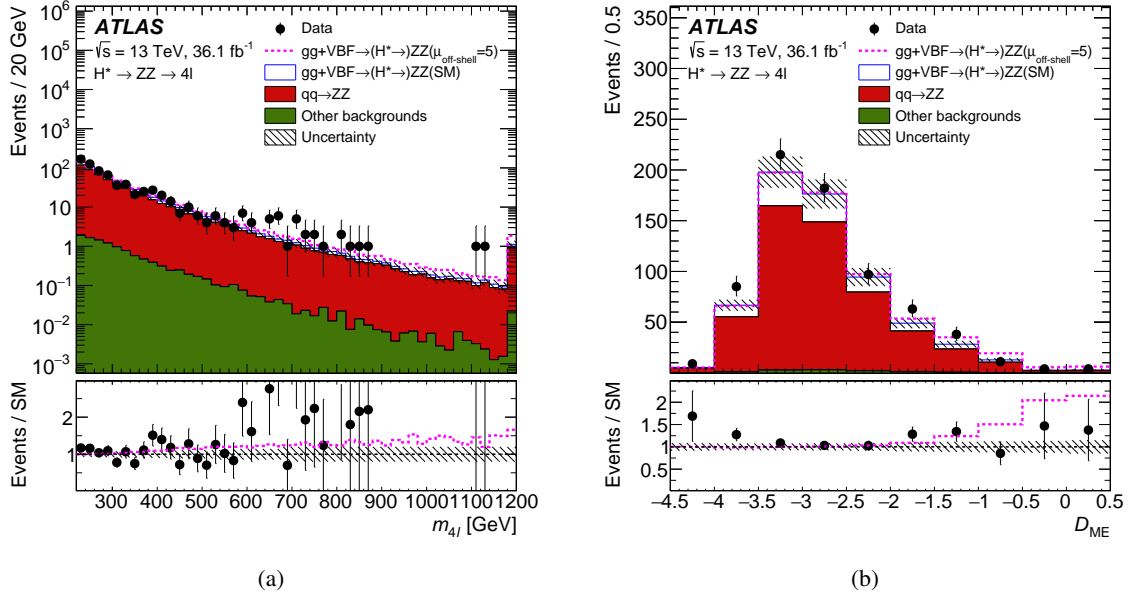 Events / 20 GeV
10⁶
10⁵
10⁴
10³
10²
10
1
10⁻¹
10⁻²
10⁻³
ATLAS
√s = 13 TeV, 36.1 fb⁻¹
H* → ZZ → 4l
Data
gg+VBF→(H*→)ZZ(μoff-shell=5)
gg+VBF→(H*→)ZZ(SM)
qq→ZZ
Other backgrounds
Uncertainty
Events / SM
2
1
300 400 500 600 700 800 900 1000 1100 1200
m4l [GeV]
(a)
Events / 0.5
350
300
250
200
150
100
50
ATLAS
√s = 13 TeV, 36.1 fb⁻¹
H* → ZZ → 4l
Data
gg+VBF→(H*→)ZZ(μoff-shell=5)
gg+VBF→(H*→)ZZ(SM)
qq→ZZ
Other backgrounds
Uncertainty
Events / SM
2
1.5
1
0.5
−4.5 −4 −3.5 −3 −2.5 −2 −1.5 −1 −0.5 0 0.5
DME
(b)